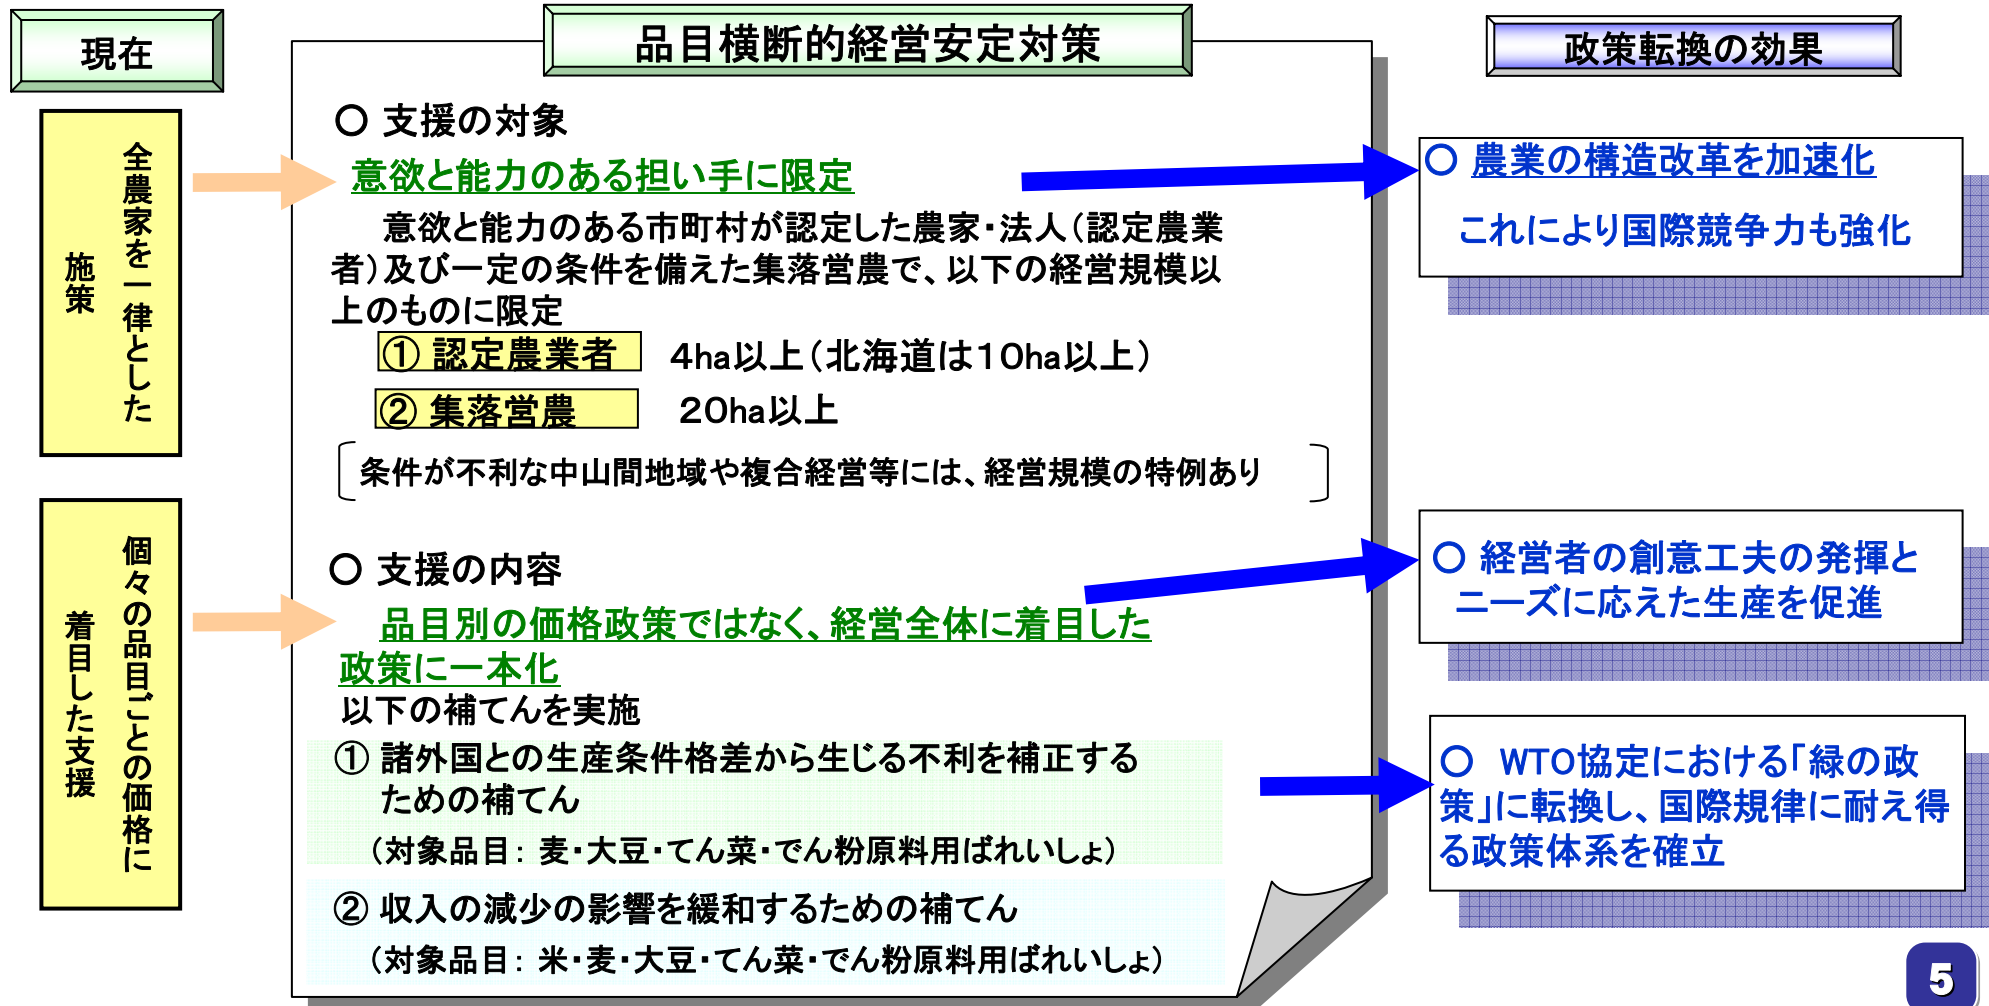 現在
全農家を一律とした
施策
個々の品目ごとの価格に
着目した支援
品目横断的経営安定対策
○ 支援の対象
意欲と能力のある担い手に限定
意欲と能力のある市町村が認定した農家・法人（認定農業
者）及び一定の条件を備えた集落営農で、以下の経営規模以
上のものに限定
① 認定農業者 4ha以上（北海道は10ha以上）
② 集落営農 20ha以上
条件が不利な中山間地域や複合経営等には、経営規模の特例あり
○ 支援の内容
品目別の価格政策ではなく、経営全体に着目した
政策に一本化
以下の補てんを実施
① 諸外国との生産条件格差から生じる不利を補正する
ための補てん
（対象品目： 麦・大豆・てん菜・でん粉原料用ばれいしょ）
② 収入の減少の影響を緩和するための補てん
（対象品目： 米・麦・大豆・てん菜・でん粉原料用ばれいしょ）
政策転換の効果
○ 農業の構造改革を加速化
これにより国際競争力も強化
○ 経営者の創意工夫の発揮と
ニーズに応えた生産を促進
○ WTO協定における「緑の政
策」に転換し、国際規律に耐え得
る政策体系を確立
5